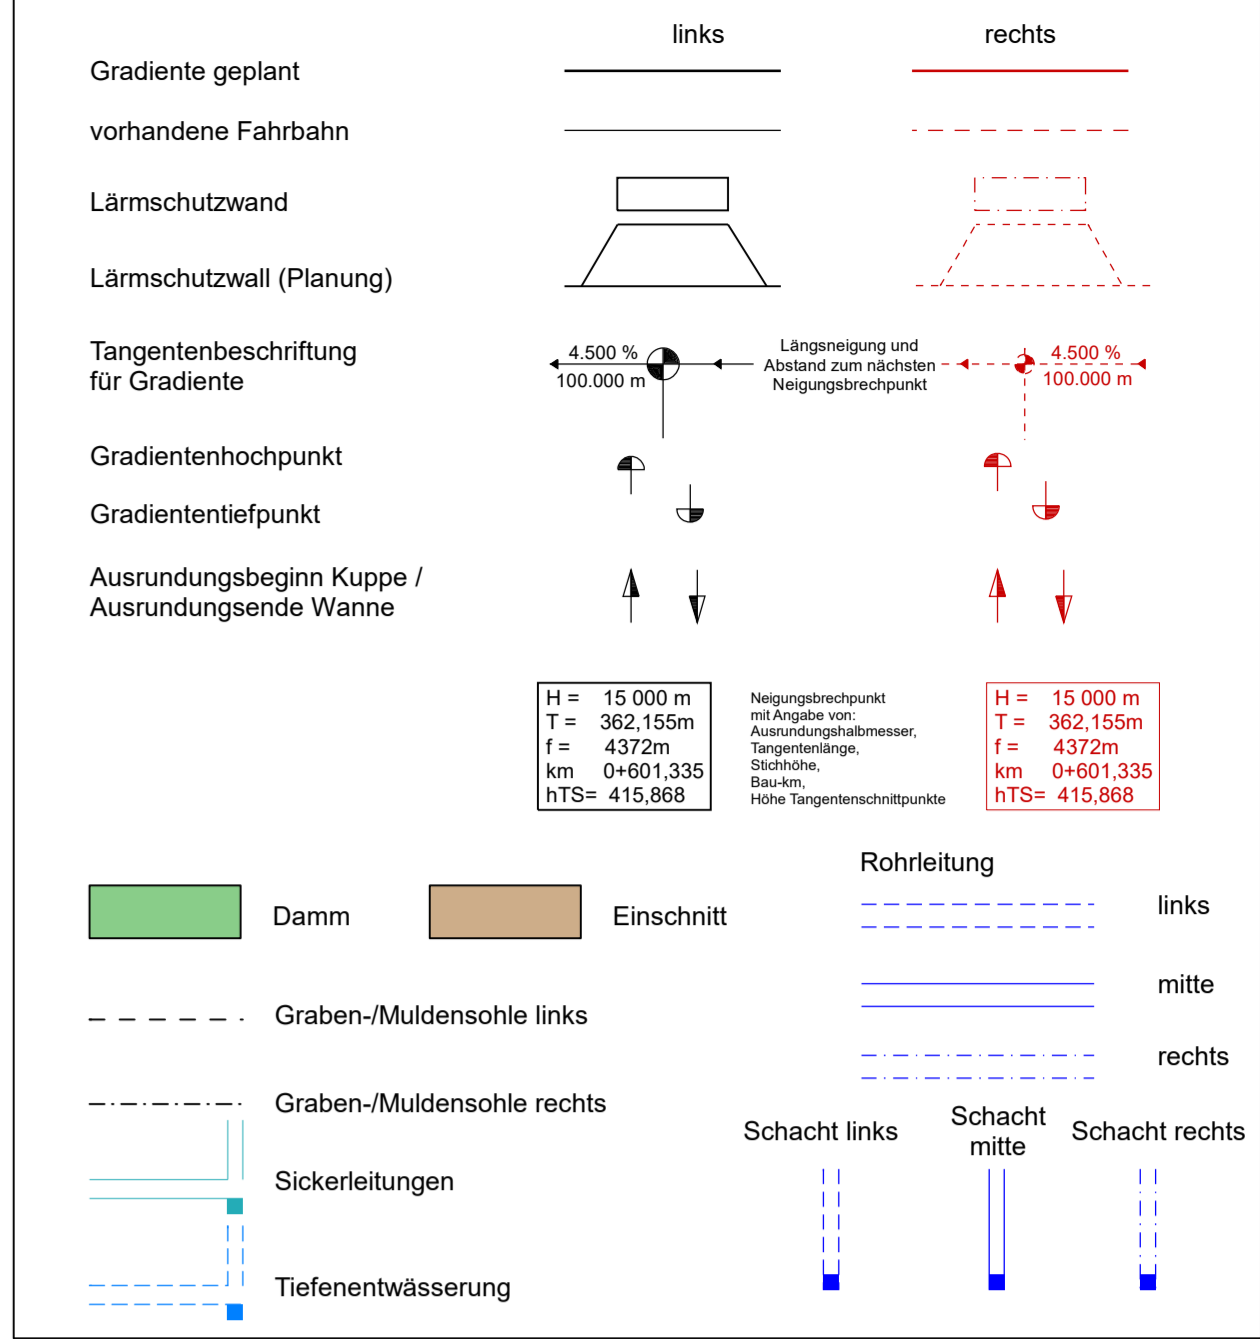 links
rechts
Gradiente geplant
vorhandene Fahrbahn
Lärmschutzwand
Lärmschutzwall (Planung)
Tangentenbeschriftung
für Gradiente
4.500 %
100.000 m
Längsneigung und
Abstand zum nächsten
Neigungsbrechpunkt
4.500 %
100.000 m
Gradientenhochpunkt
Gradiententiefpunkt
Ausrundungsbeginn Kuppe /
Ausrundungsende Wanne
H = 15 000 m
T = 362,155m
f = 4372m
km 0+601,335
hTS= 415,868
Neigungsbrechpunkt
mit Angabe von:
Ausrundungshalbmesser,
Tangentenlänge,
Stichhöhe,
Bau-km,
Höhe Tangentenschnittpunkte
H = 15 000 m
T = 362,155m
f = 4372m
km 0+601,335
hTS= 415,868
Damm
Einschnitt
Rohrleitung
links
mitte
rechts
Graben-/Muldensohle links
Graben-/Muldensohle rechts
Sickerleitungen
Tiefenentwässerung
Schacht links
Schacht
mitte
Schacht rechts